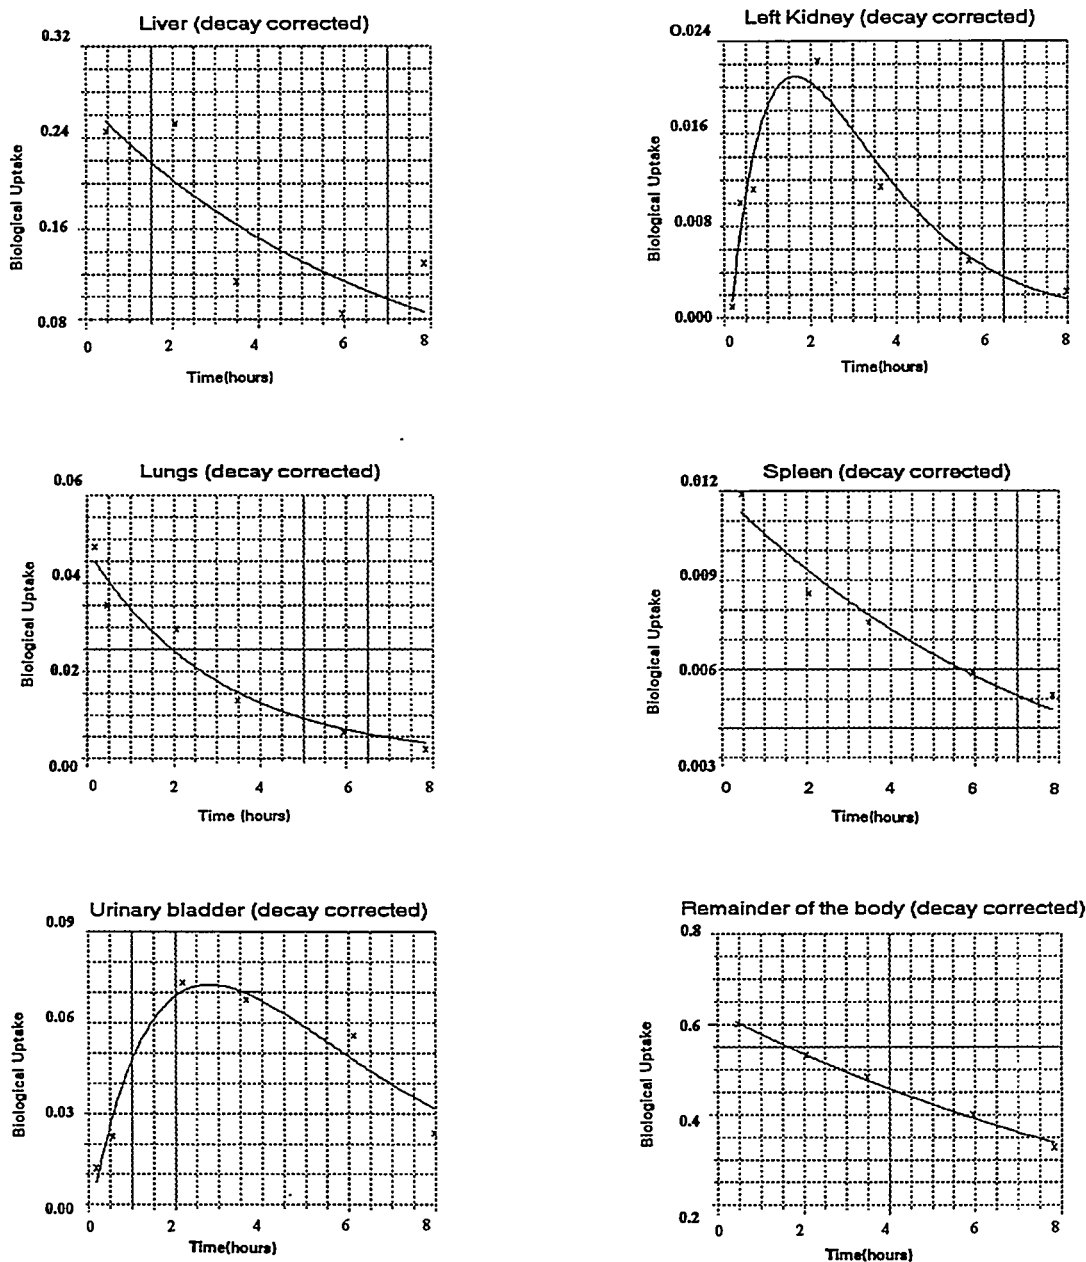 Liver (decay corrected)
0.32
0.24
0.16
0.08
Biological Uptake
0 2 4 6 8
Time(hours)
Left Kidney (decay corrected)
0.024
0.016
0.008
0.000
Biological Uptake
0 2 4 6 8
Time(hours)
Lungs (decay corrected)
0.06
0.04
0.02
0.00
Biological Uptake
0 2 4 6 8
Time (hours)
Spleen (decay corrected)
0.012
0.009
0.006
0.003
Biological Uptake
0 2 4 6 8
Time(hours)
Urinary bladder (decay corrected)
0.09
0.06
0.03
0.00
Biological Uptake
0 2 4 6 8
Time(hours)
Remainder of the body (decay corrected)
0.8
0.6
0.4
0.2
Biological Uptake
0 2 4 6 8
Time(hours)